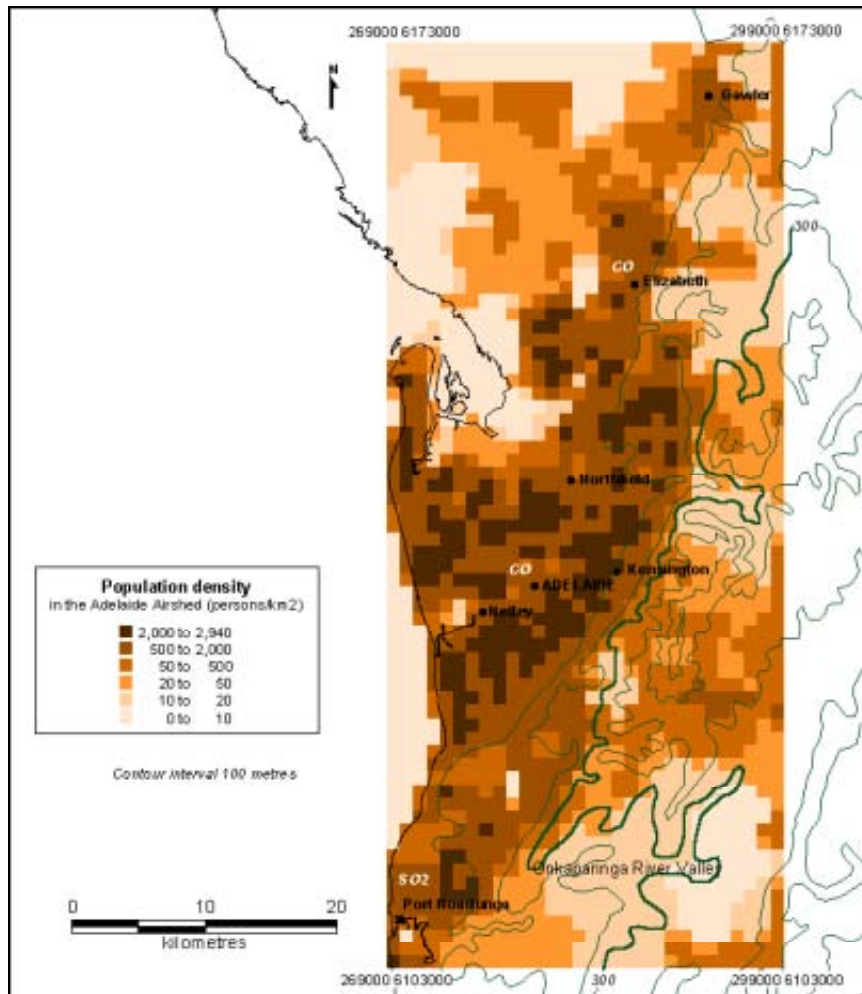 269000 6173000
299000 6173000
N
Gawler
300
CO
Elizabeth
Northfield
CO
Kensington
ADELAIDE
Netley
Population density
in the Adelaide Airshed (persons/km2)
2,000 to 2,940
500 to 2,000
50 to 500
20 to 50
10 to 20
0 to 10
Contour interval 100 metres
Onkaparinga River Valley
SO2
Port Noarlunga
0 10 20
kilometres
269000 6103000
300
299000 6103000